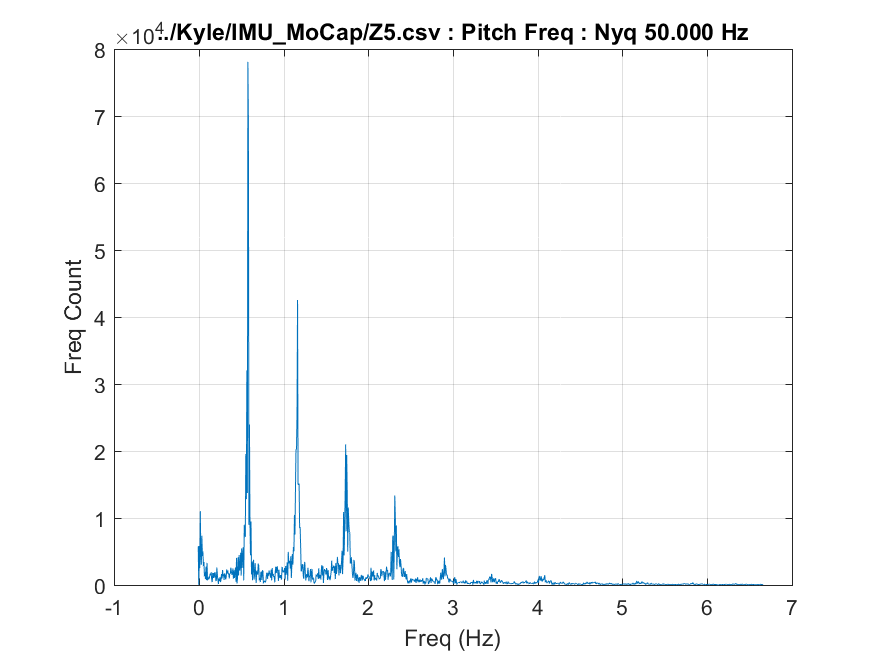 ×10⁴
../Kyle/IMU_MoCap/Z5.csv : Pitch Freq : Nyq 50.000 Hz
8
7
6
5
4
3
2
1
0
Freq Count
-1 0 1 2 3 4 5 6 7
Freq (Hz)